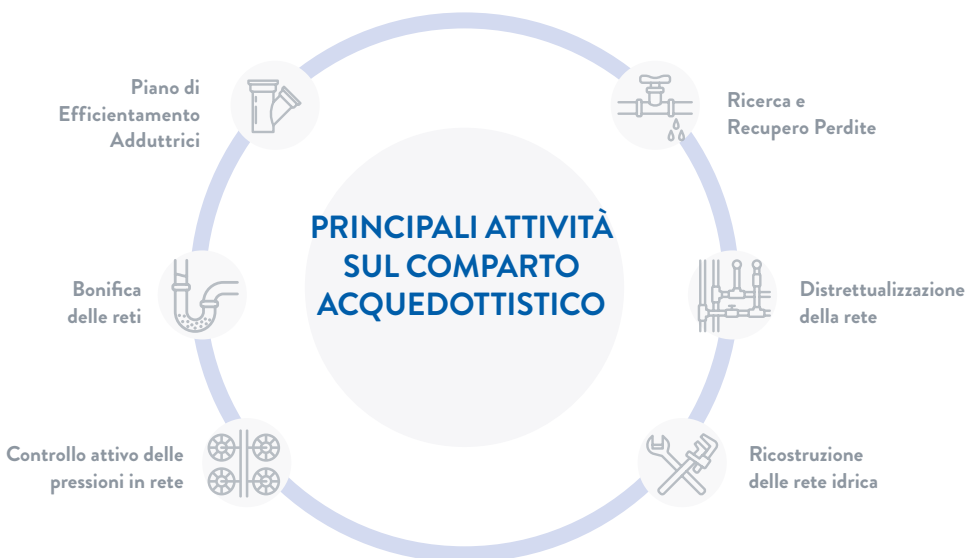 PRINCIPALI ATTIVITÀ
SUL COMPARTO
ACQUEDOTTISTICO
Piano di
Efficientamento
Adduttrici
Ricerca e
Recupero Perdite
Bonifica
delle reti
Distrettualizzazione
della rete
Controllo attivo delle
pressioni in rete
Ricostruzione
delle rete idrica